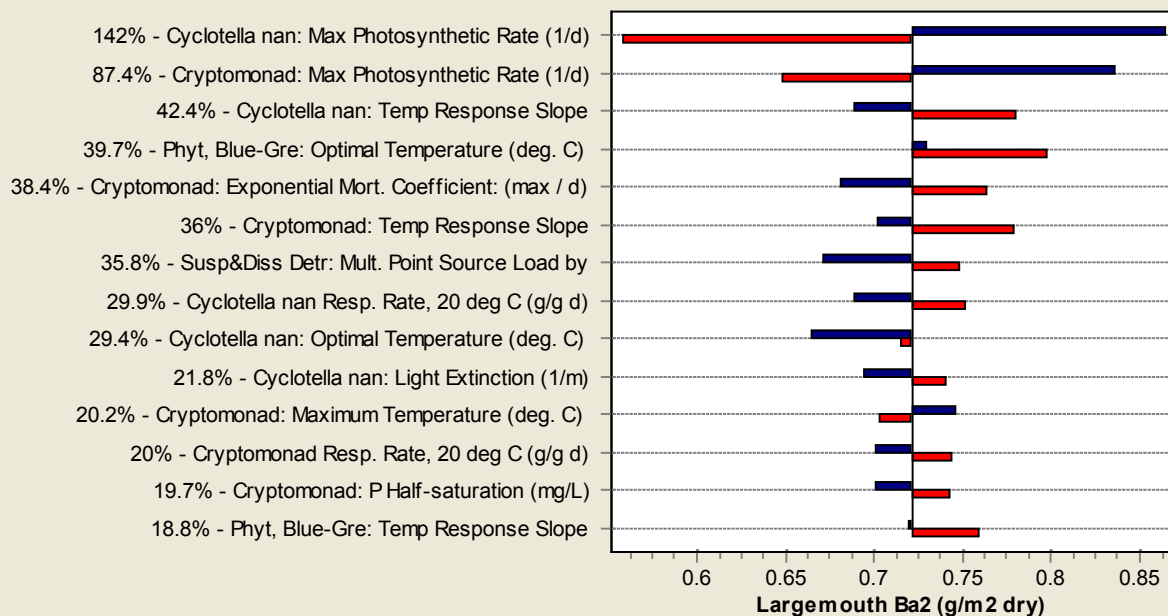 142% - Cyclotella nan: Max Photosynthetic Rate (1/d)
87.4% - Cryptomonad: Max Photosynthetic Rate (1/d)
42.4% - Cyclotella nan: Temp Response Slope
39.7% - Phyt, Blue-Gre: Optimal Temperature (deg. C)
38.4% - Cryptomonad: Exponential Mort. Coefficient: (max / d)
36% - Cryptomonad: Temp Response Slope
35.8% - Susp&Diss Detr: Mult. Point Source Load by
29.9% - Cyclotella nan Resp. Rate, 20 deg C (g/g d)
29.4% - Cyclotella nan: Optimal Temperature (deg. C)
21.8% - Cyclotella nan: Light Extinction (1/m)
20.2% - Cryptomonad: Maximum Temperature (deg. C)
20% - Cryptomonad Resp. Rate, 20 deg C (g/g d)
19.7% - Cryptomonad: P Half-saturation (mg/L)
18.8% - Phyt, Blue-Gre: Temp Response Slope
0.6 0.65 0.7 0.75 0.8 0.85
Largemouth Ba2 (g/m2 dry)